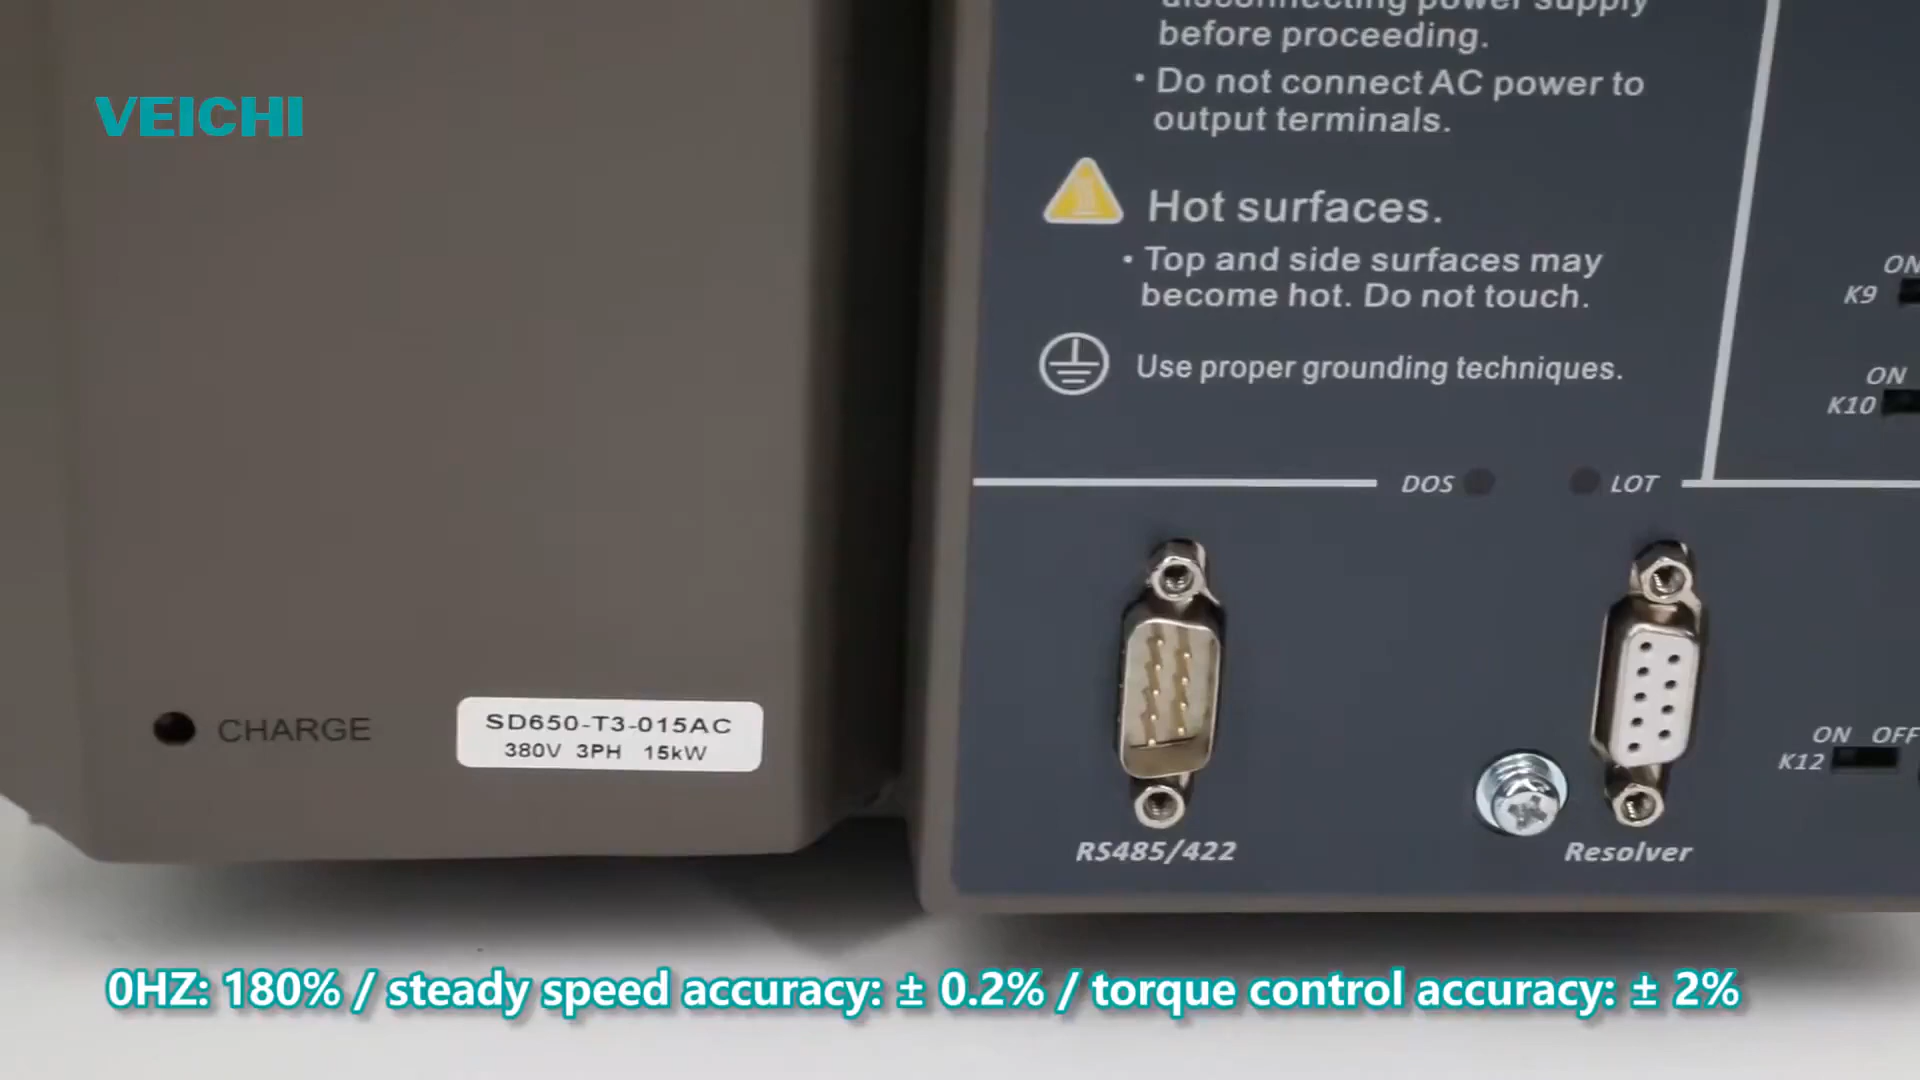 disconnecting power supply
before proceeding.
• Do not connect AC power to
output terminals.
VEICHI
Hot surfaces.
• Top and side surfaces may
become hot. Do not touch.
Use proper grounding techniques.
ON
K9
ON
K10
DOS
LOT
CHARGE
SD650-T3-015AC
380V 3PH 15kW
ON OFF
K12
RS485/422
Resolver
0HZ: 180% / steady speed accuracy: ± 0.2% / torque control accuracy: ± 2%